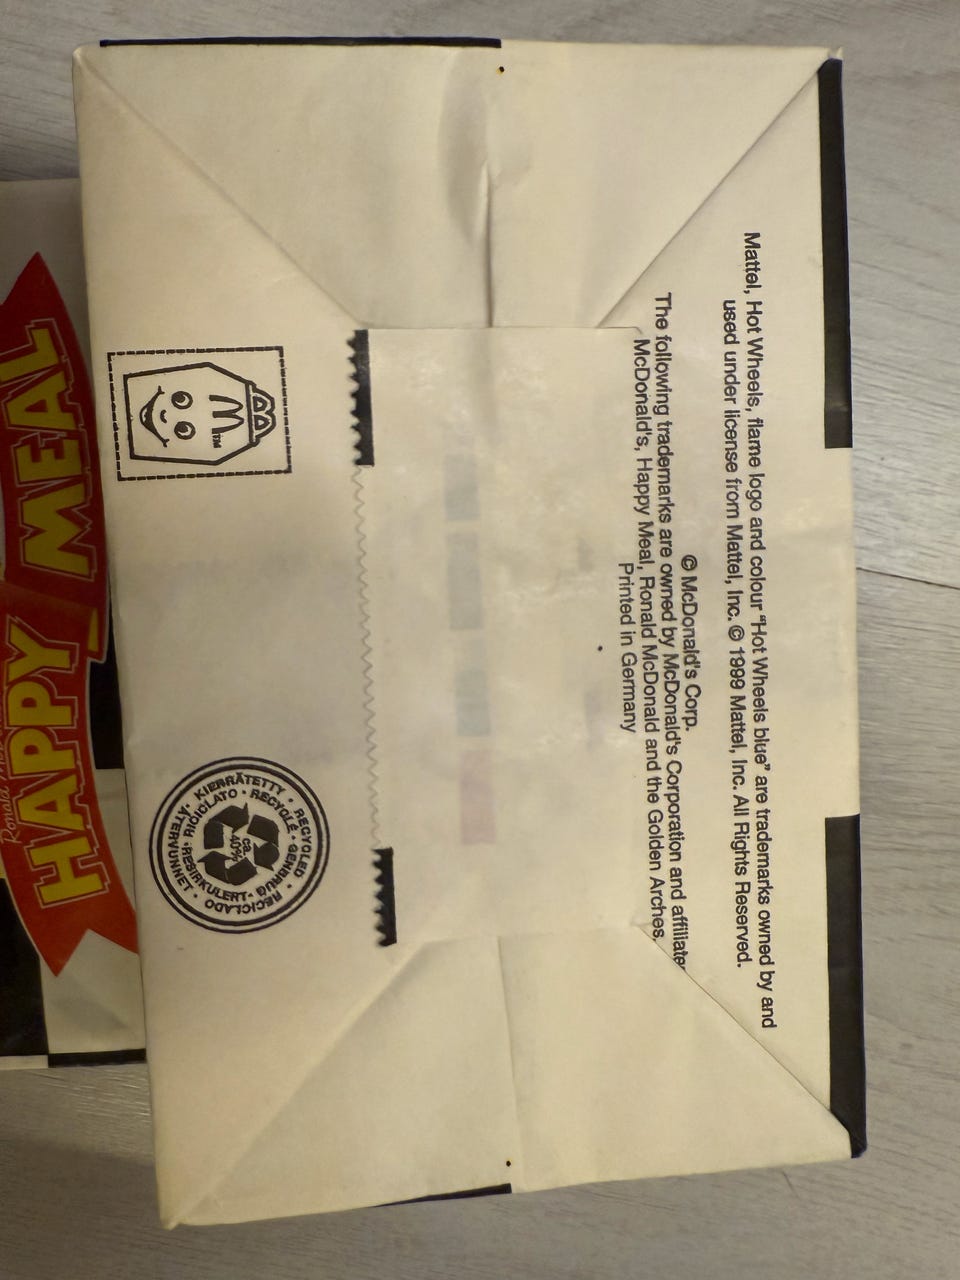 Mattel, Hot Wheels, flame logo and colour “Hot Wheels blue” are trademarks owned by and
used under license from Mattel, Inc. © 1999 Mattel, Inc. All Rights Reserved.
© McDonald's Corp.
The following trademarks are owned by McDonald's Corporation and affiliates
McDonald's, Happy Meal, Ronald McDonald and the Golden Arches
Printed in Germany
TM
KIERRÄTETTY • RECYCLED • GENBRUG • RECICLADO • ÅTERVUNNET •
RICICLATO • RECYCLÉ • RESIRKULERT •
ca.
40%
HAPPY MEAL